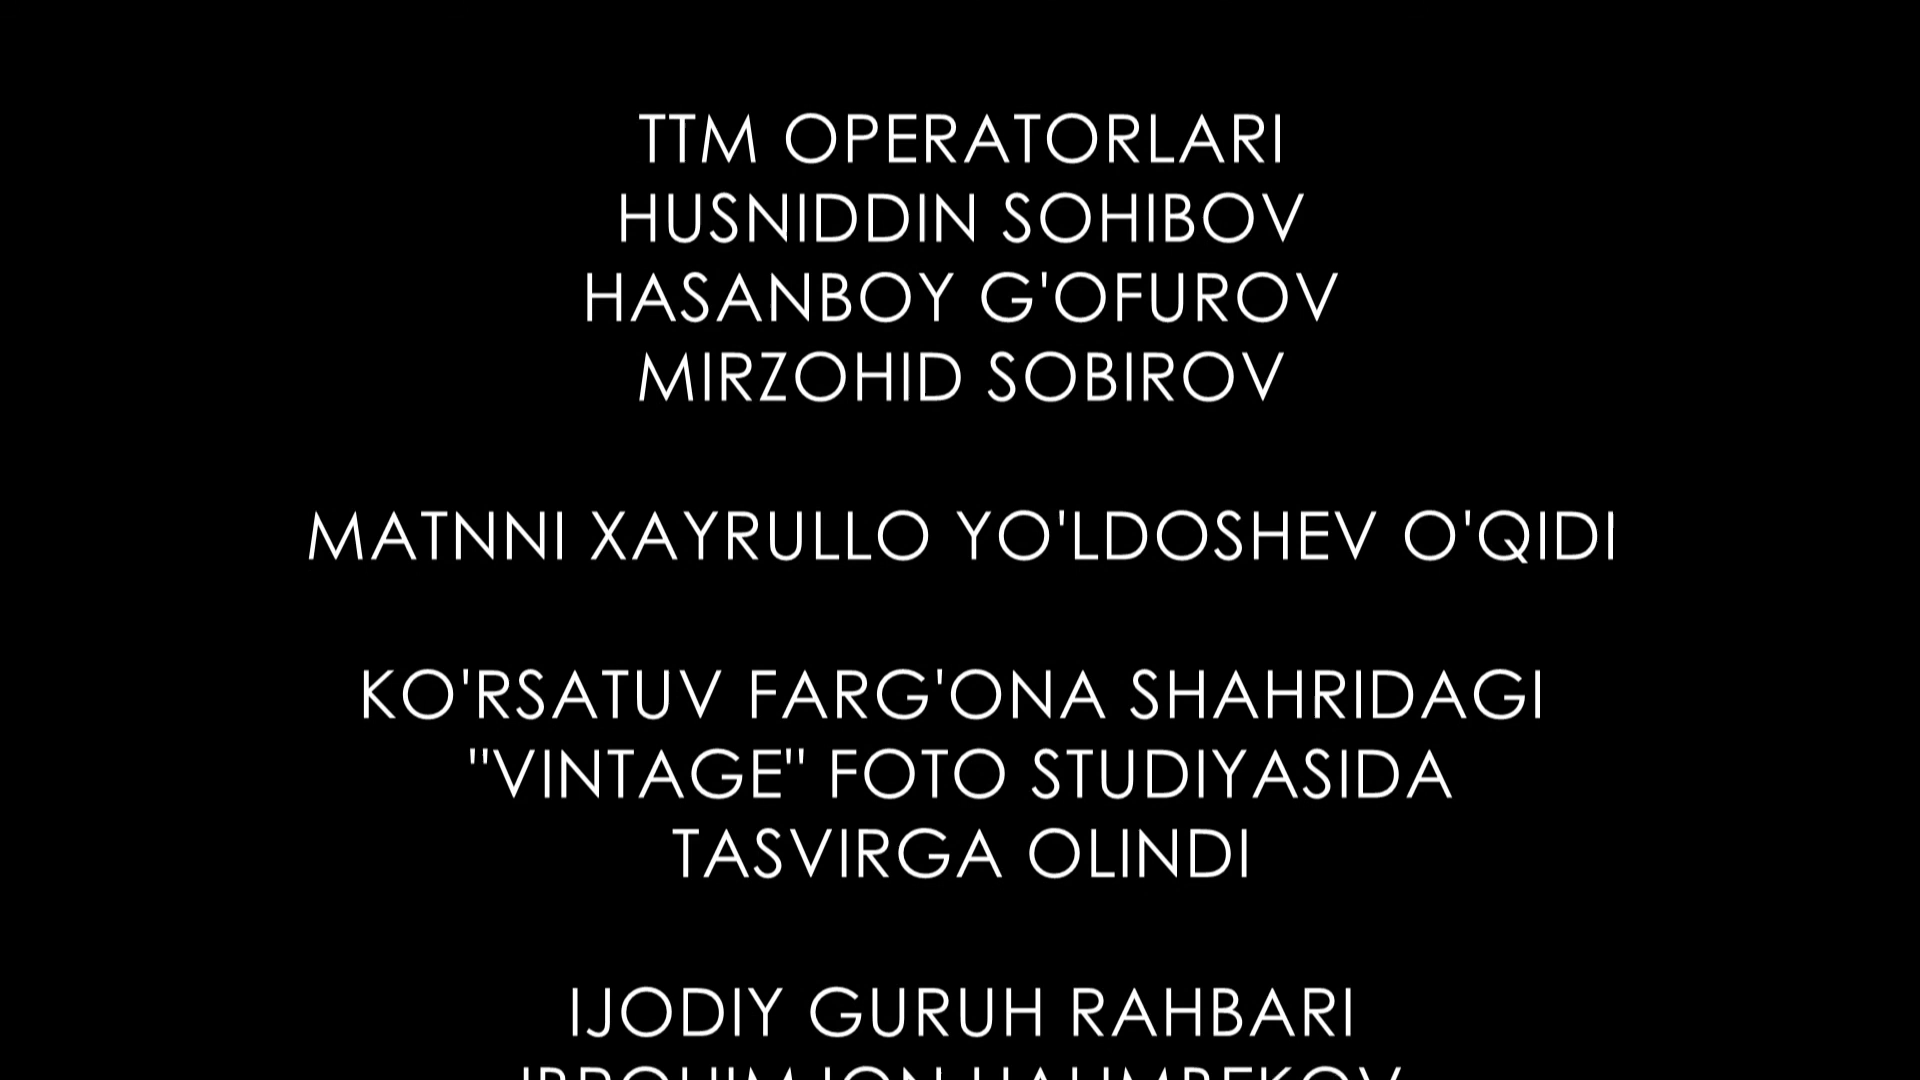 TTM OPERATORLARI
HUSNIDDIN SOHIBOV
HASANBOY G'OFUROV
MIRZOHID SOBIROV
MATNNI XAYRULLO YO'LDOSHEV O'QIDI
KO'RSATUV FARG'ONA SHAHRIDAGI
"VINTAGE" FOTO STUDIYASIDA
TASVIRGA OLINDI
IJODIY GURUH RAHBARI